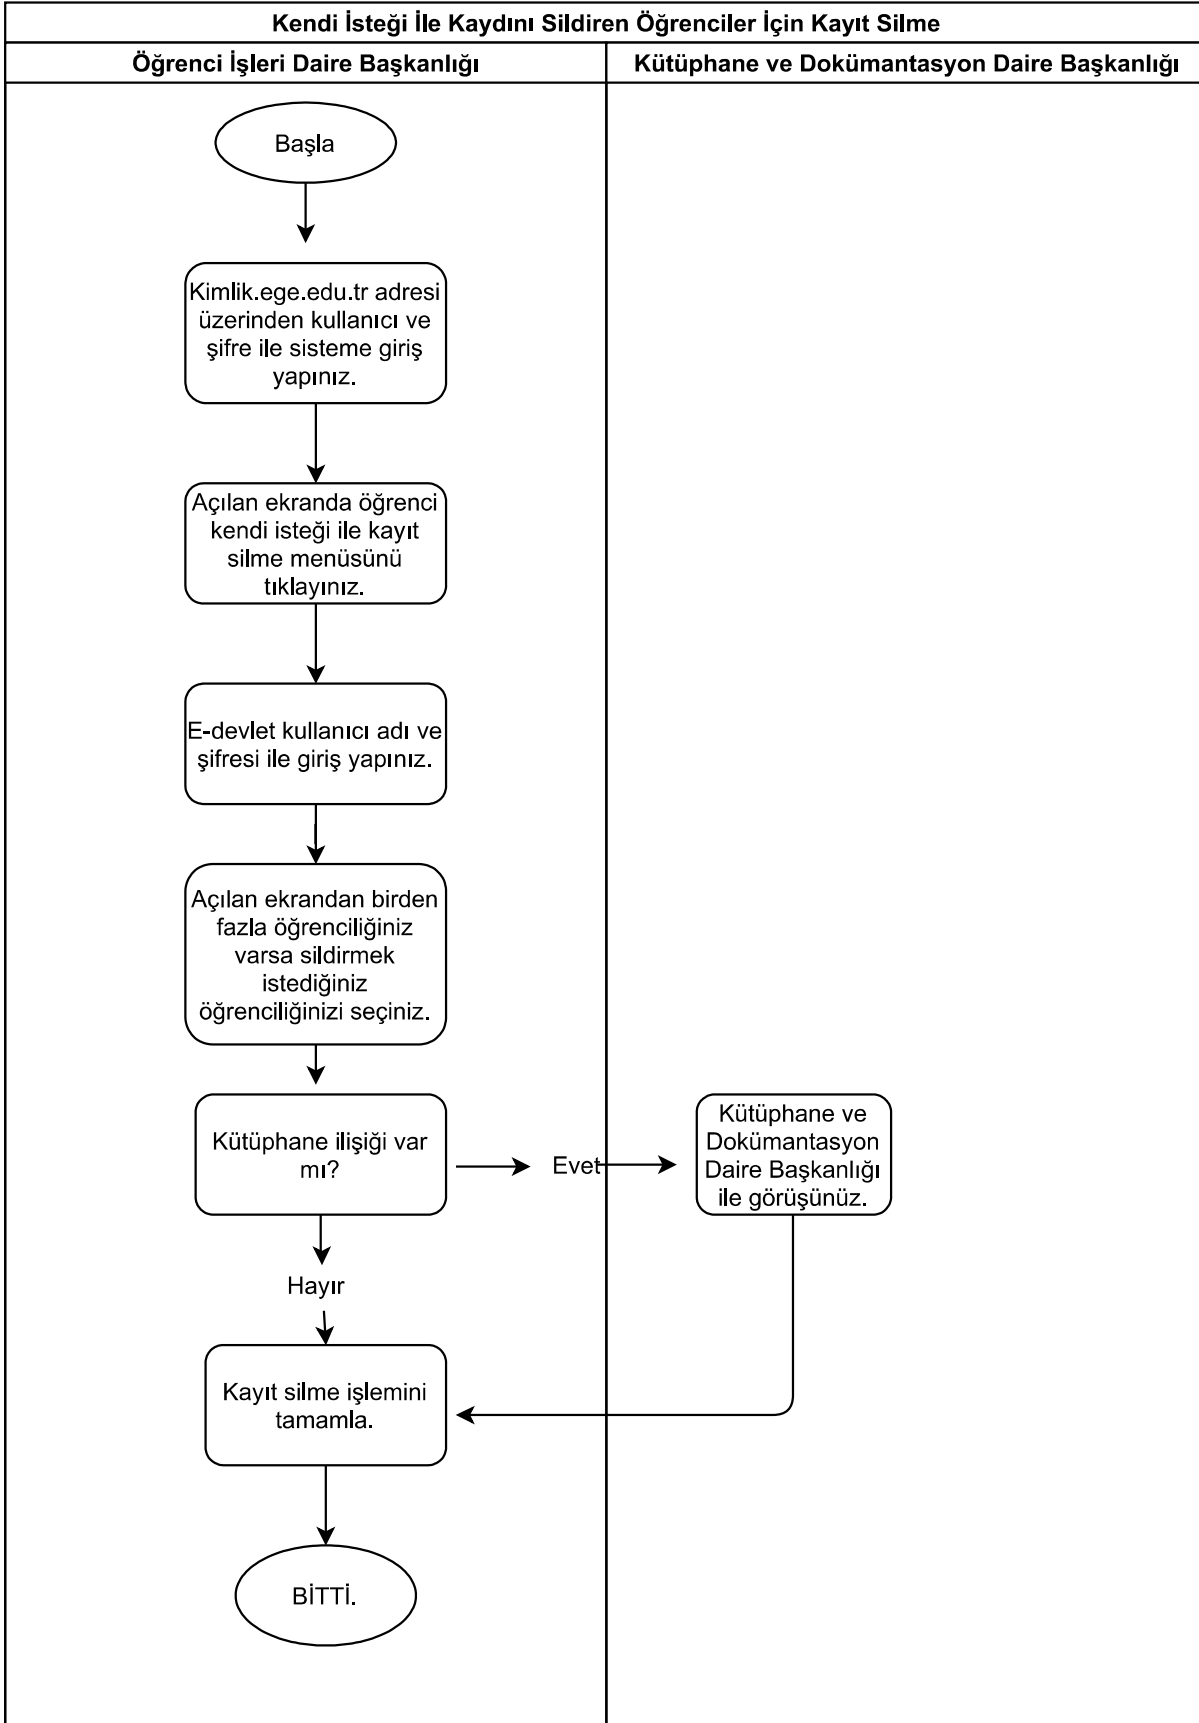 Kendi İsteği İle Kaydını Sildiren Öğrenciler İçin Kayıt Silme
Öğrenci İşleri Daire Başkanlığı
Kütüphane ve Dokümantasyon Daire Başkanlığı
Başla
Kimlik.ege.edu.tr adresi
üzerinden kullanıcı ve
şifre ile sisteme giriş
yapınız.
Açılan ekranda öğrenci
kendi isteği ile kayıt
silme menüsünü
tıklayınız.
E-devlet kullanıcı adı ve
şifresi ile giriş yapınız.
Açılan ekrandan birden
fazla öğrenciliğiniz
varsa sildirmek
istediğiniz
öğrenciliğinizi seçiniz.
Kütüphane ilişiği var
mı?
Evet
Kütüphane ve
Dokümantasyon
Daire Başkanlığı
ile görüşünüz.
Hayır
Kayıt silme işlemini
tamamla.
BİTTİ.